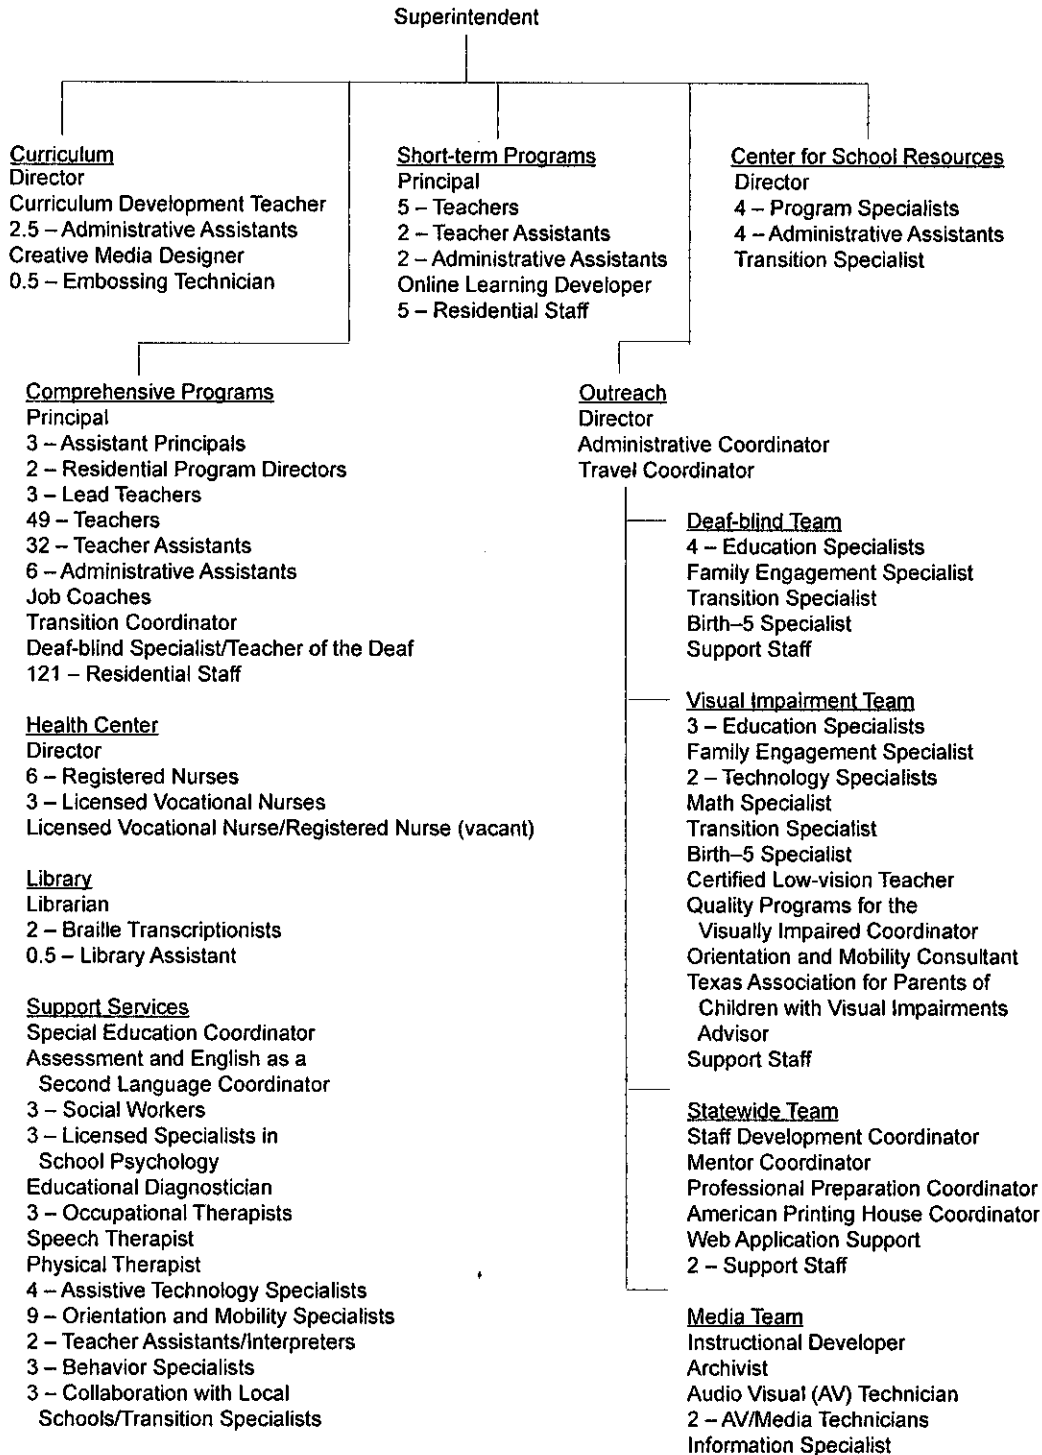 Superintendent
Curriculum
Director
Curriculum Development Teacher
2.5 – Administrative Assistants
Creative Media Designer
0.5 – Embossing Technician
Short-term Programs
Principal
5 – Teachers
2 – Teacher Assistants
2 – Administrative Assistants
Online Learning Developer
5 – Residential Staff
Center for School Resources
Director
4 – Program Specialists
4 – Administrative Assistants
Transition Specialist
Comprehensive Programs
Principal
3 – Assistant Principals
2 – Residential Program Directors
3 – Lead Teachers
49 – Teachers
32 – Teacher Assistants
6 – Administrative Assistants
Job Coaches
Transition Coordinator
Deaf-blind Specialist/Teacher of the Deaf
121 – Residential Staff
Health Center
Director
6 – Registered Nurses
3 – Licensed Vocational Nurses
Licensed Vocational Nurse/Registered Nurse (vacant)
Library
Librarian
2 – Braille Transcriptionists
0.5 – Library Assistant
Support Services
Special Education Coordinator
Assessment and English as a
Second Language Coordinator
3 – Social Workers
3 – Licensed Specialists in
School Psychology
Educational Diagnostician
3 – Occupational Therapists
Speech Therapist
Physical Therapist
4 – Assistive Technology Specialists
9 – Orientation and Mobility Specialists
2 – Teacher Assistants/Interpreters
3 – Behavior Specialists
3 – Collaboration with Local
Schools/Transition Specialists
Outreach
Director
Administrative Coordinator
Travel Coordinator
Deaf-blind Team
4 – Education Specialists
Family Engagement Specialist
Transition Specialist
Birth–5 Specialist
Support Staff
Visual Impairment Team
3 – Education Specialists
Family Engagement Specialist
2 – Technology Specialists
Math Specialist
Transition Specialist
Birth–5 Specialist
Certified Low-vision Teacher
Quality Programs for the
Visually Impaired Coordinator
Orientation and Mobility Consultant
Texas Association for Parents of
Children with Visual Impairments
Advisor
Support Staff
Statewide Team
Staff Development Coordinator
Mentor Coordinator
Professional Preparation Coordinator
American Printing House Coordinator
Web Application Support
2 – Support Staff
Media Team
Instructional Developer
Archivist
Audio Visual (AV) Technician
2 – AV/Media Technicians
Information Specialist